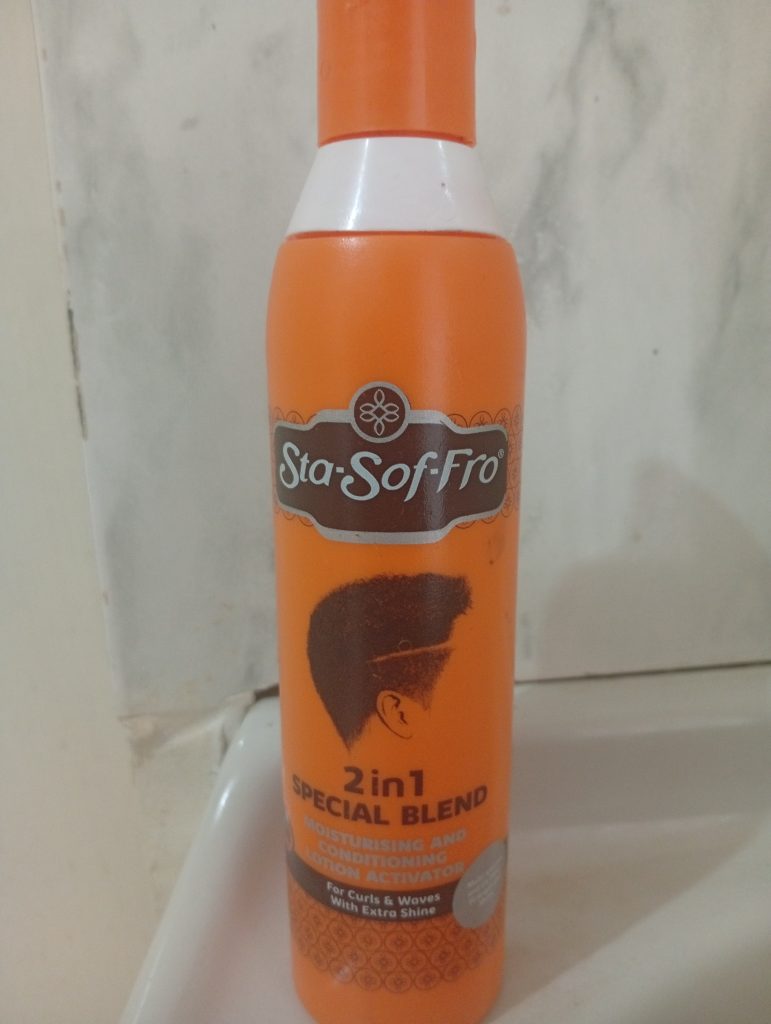 Sta-Sof-Fro®
2in1
SPECIAL BLEND
MOISTURISING AND
CONDITIONING
LOTION ACTIVATOR
For Curls & Waves
With Extra Shine